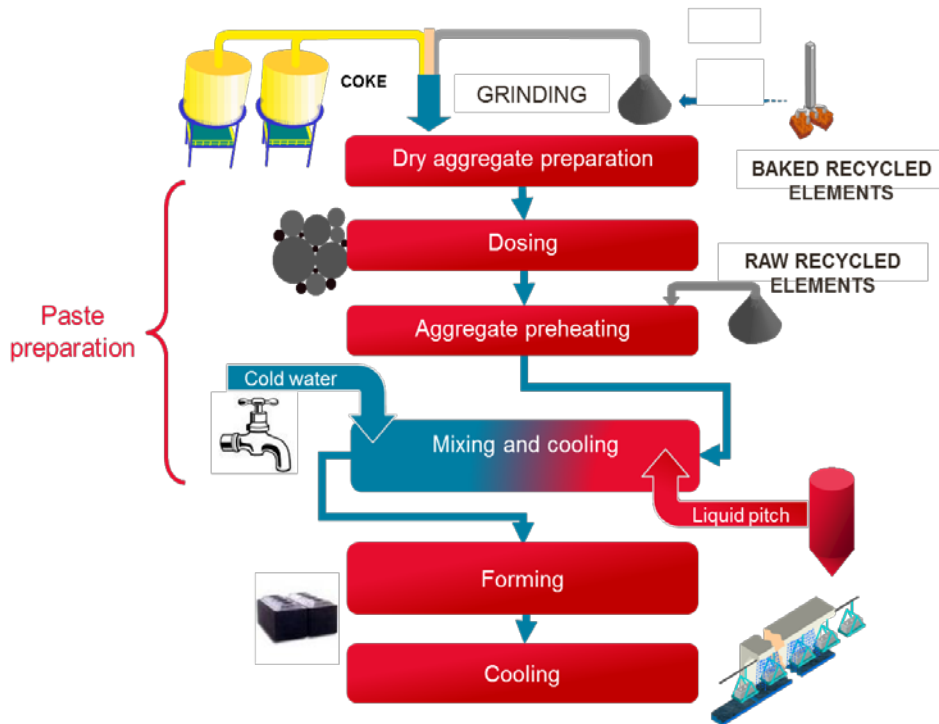 COKE
GRINDING
Dry aggregate preparation
BAKED RECYCLED
ELEMENTS
Dosing
RAW RECYCLED
ELEMENTS
Paste
preparation
Aggregate preheating
Cold water
Mixing and cooling
Liquid pitch
Forming
Cooling